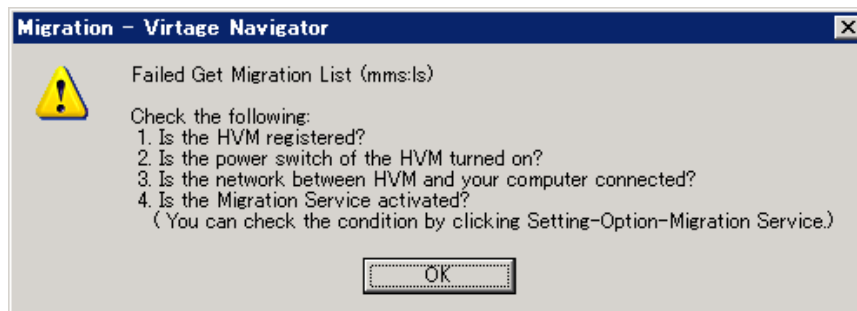 Migration - Virtage Navigator
Failed Get Migration List (mms:ls)
Check the following:
1. Is the HVM registered?
2. Is the power switch of the HVM turned on?
3. Is the network between HVM and your computer connected?
4. Is the Migration Service activated?
( You can check the condition by clicking Setting-Option-Migration Service.)
OK